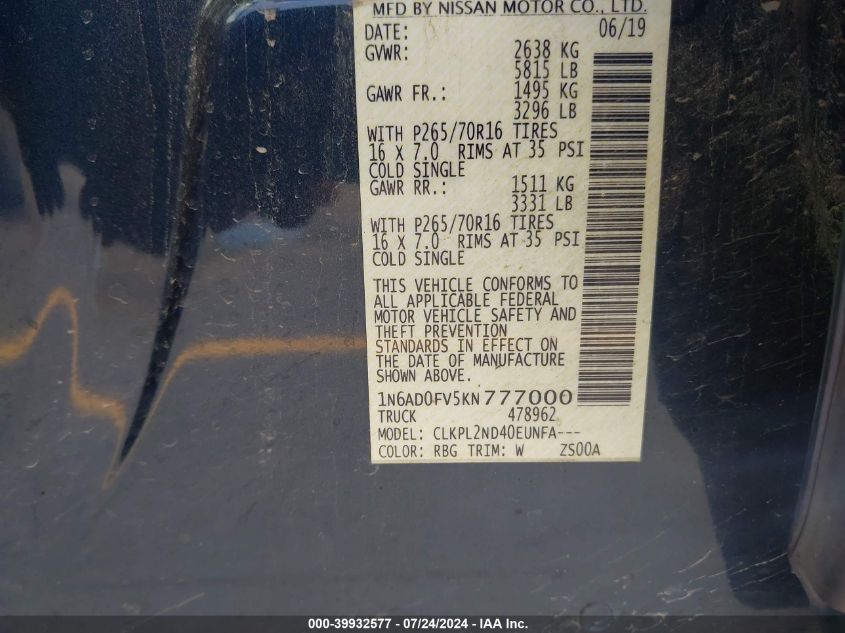 MFD BY NISSAN MOTOR CO., LTD.
DATE: 06/19
GVWR: 2638 KG
5815 LB
GAWR FR.: 1495 KG
3296 LB
WITH P265/70R16 TIRES
16 X 7.0 RIMS AT 35 PSI
COLD SINGLE
GAWR RR.: 1511 KG
3331 LB
WITH P265/70R16 TIRES
16 X 7.0 RIMS AT 35 PSI
COLD SINGLE
THIS VEHICLE CONFORMS TO
ALL APPLICABLE FEDERAL
MOTOR VEHICLE SAFETY AND
THEFT PREVENTION
STANDARDS IN EFFECT ON
THE DATE OF MANUFACTURE
SHOWN ABOVE.
1N6AD0FV5KN777000
TRUCK 478962
MODEL: CLKPL2ND40EUNFA---
COLOR: RBG TRIM: W ZS00A
000-39932577 / 07/24/2024 - IAA Inc.